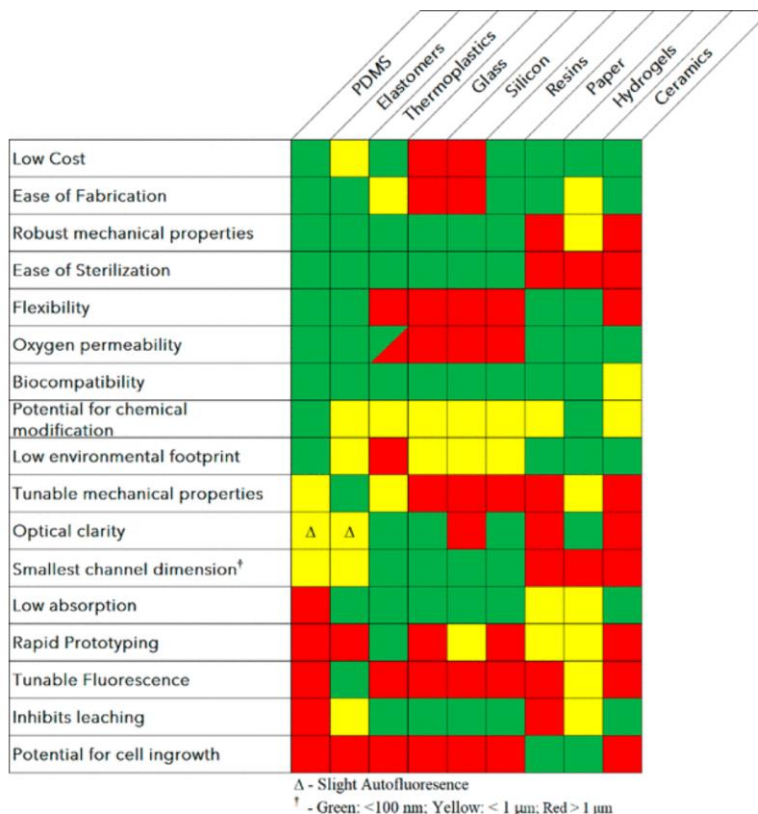 PDMS
Elastomers
Thermoplastics
Glass
Silicon
Resins
Paper
Hydrogels
Ceramics
Low Cost
Ease of Fabrication
Robust mechanical properties
Ease of Sterilization
Flexibility
Oxygen permeability
Biocompatibility
Potential for chemical
modification
Low environmental footprint
Tunable mechanical properties
Optical clarity Δ Δ
Smallest channel dimension†
Low absorption
Rapid Prototyping
Tunable Fluorescence
Inhibits leaching
Potential for cell ingrowth
Δ - Slight Autofluoresence
† - Green: <100 nm; Yellow: < 1 μm; Red > 1 μm